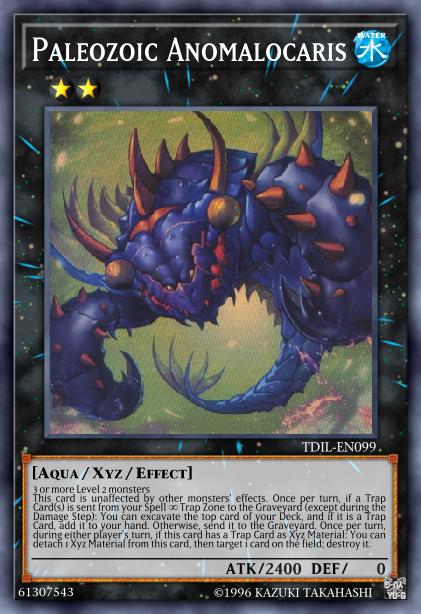 PALEOZOIC ANOMALOCARIS
WATER
水
TDIL-EN099
[AQUA / XYZ / EFFECT]
3 or more Level 2 monsters
This card is unaffected by other monsters' effects. Once per turn, if a Trap
Card(s) is sent from your Spell ∞ Trap Zone to the Graveyard (except during the
Damage Step): You can excavate the top card of your Deck, and if it is a Trap
Card, add it to your hand. Otherwise, send it to the Graveyard. Once per turn,
during either player's turn, if this card has a Trap Card as Xyz Material: You can
detach 1 Xyz Material from this card, then target 1 card on the field; destroy it.
ATK/2400 DEF/ 0
61307543
©1996 KAZUKI TAKAHASHI